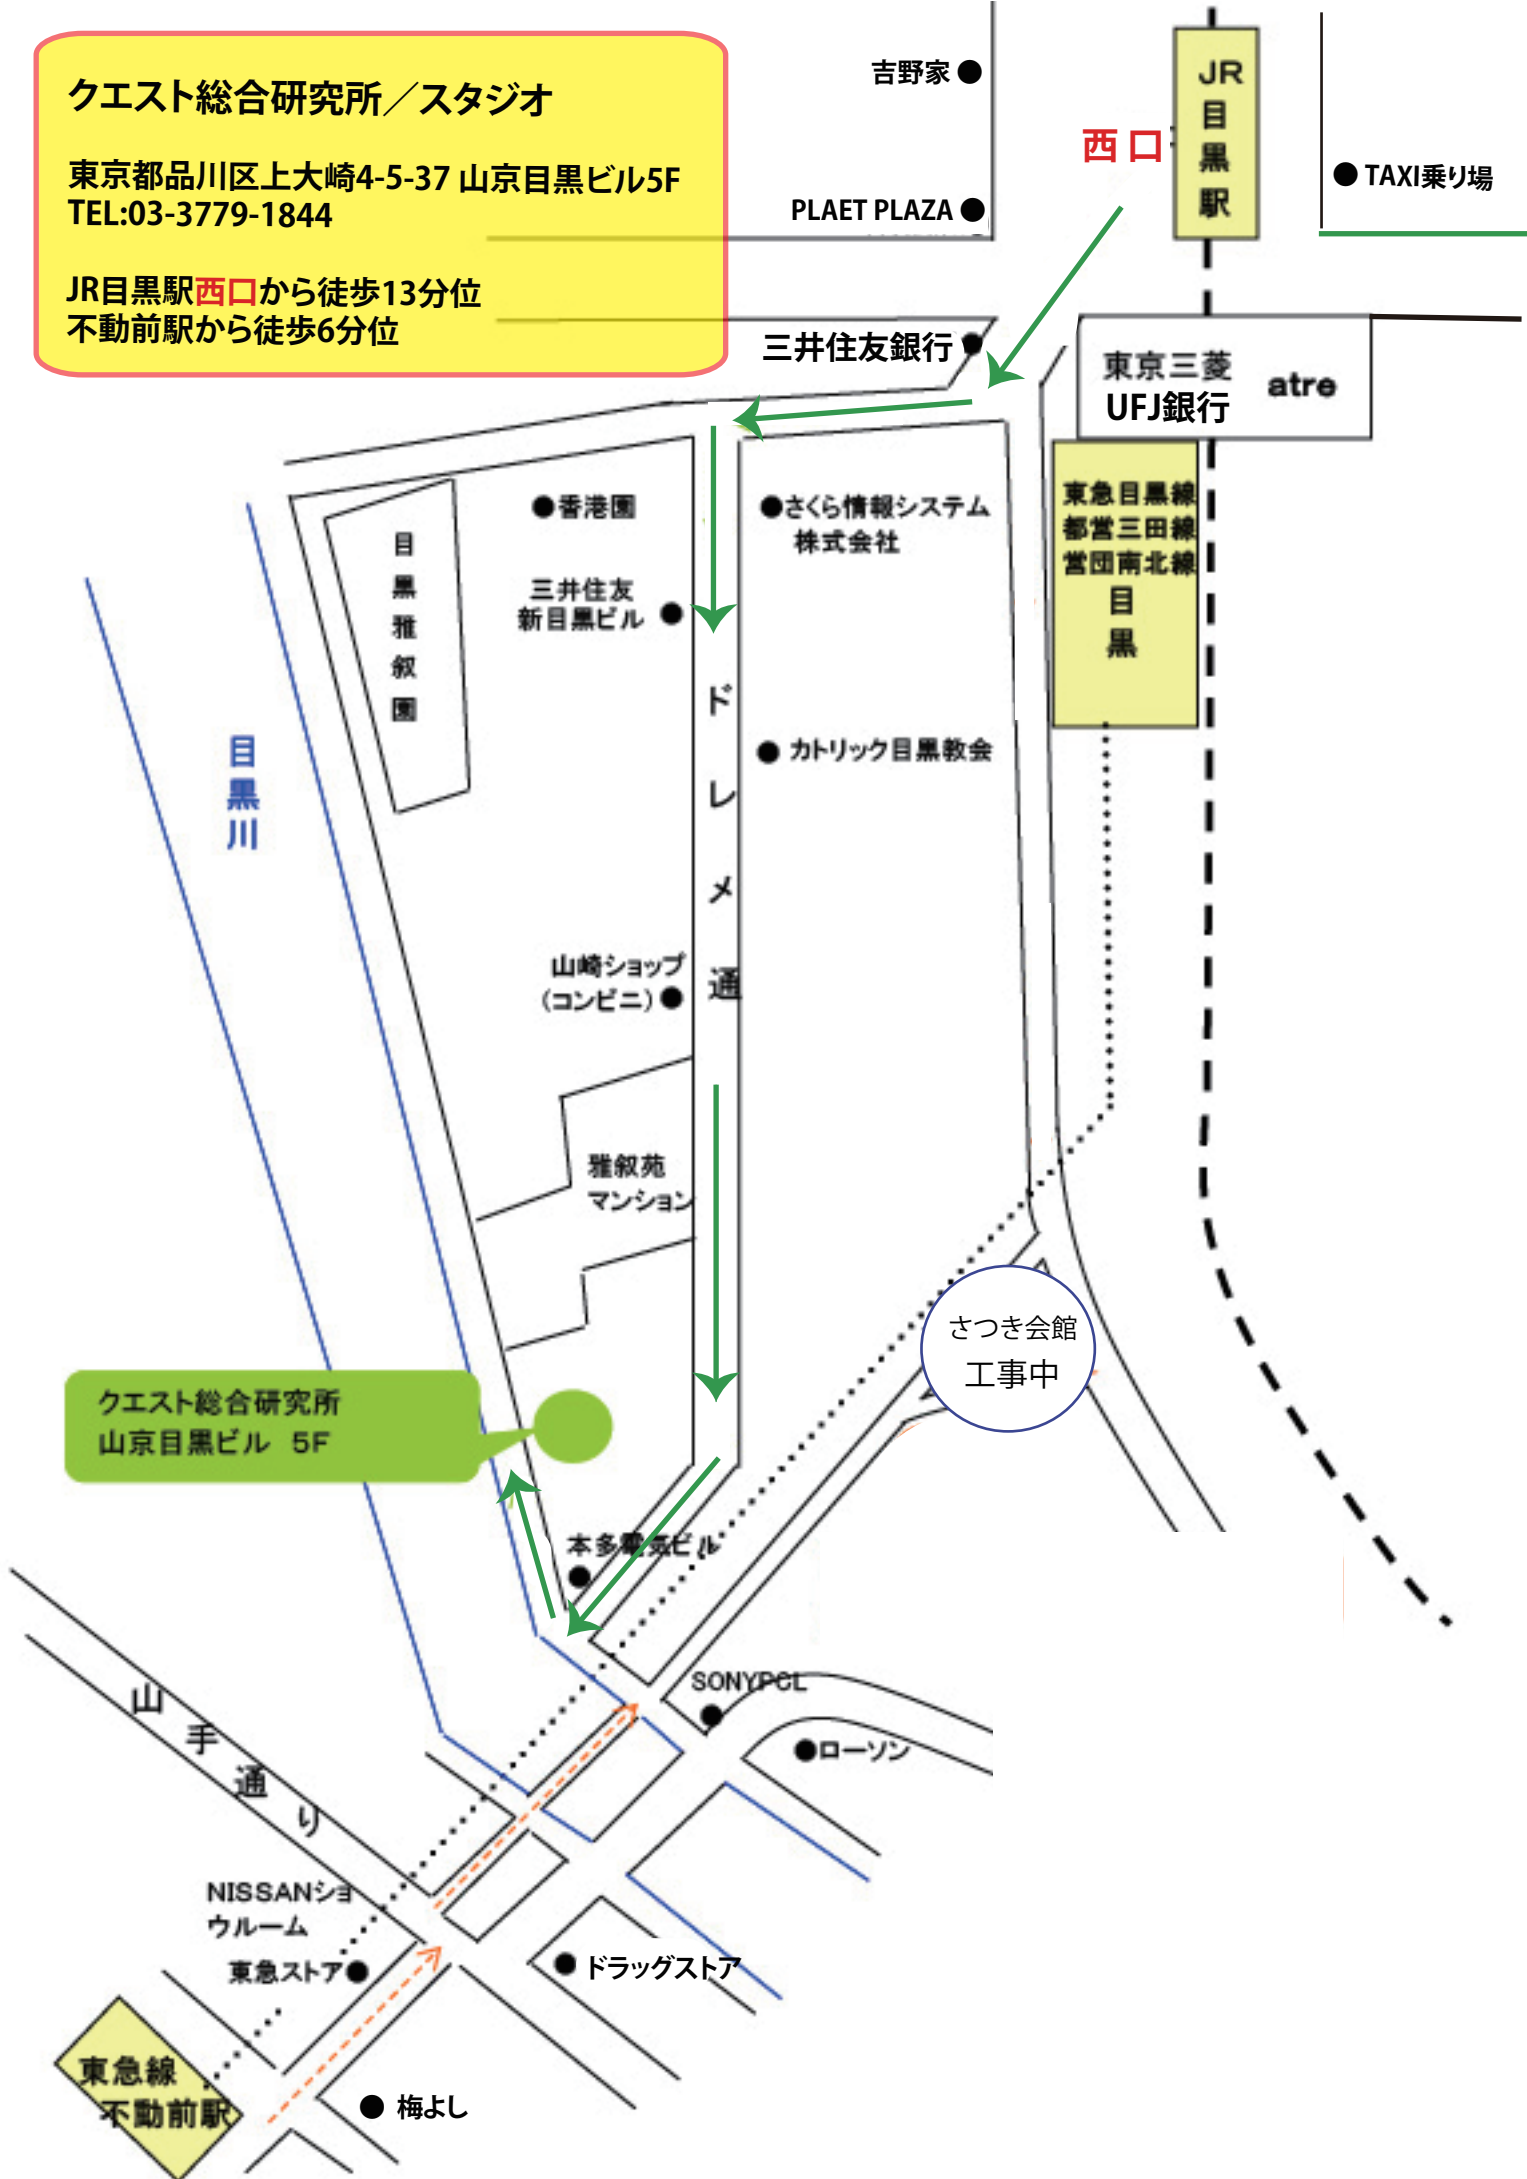 クエスト総合研究所／スタジオ
東京都品川区上大崎4-5-37 山京目黒ビル5F
TEL:03-3779-1844
JR目黒駅西口から徒歩13分位
不動前駅から徒歩6分位
吉野家
PLAET PLAZA
西口
JR目黒駅
TAXI乗り場
三井住友銀行
東京三菱
UFJ銀行
atre
東急目黒線
都営三田線
営団南北線
目黒
香港園
さくら情報システム
株式会社
三井住友
新目黒ビル
目黒雅叙園
目黒川
ドレメ通
カトリック目黒教会
山崎ショップ
(コンビニ)
雅叙苑
マンション
さつき会館
工事中
クエスト総合研究所
山京目黒ビル 5F
本多電気ビル
SONYPCL
ローソン
山手通り
NISSANショ
ウルーム
東急ストア
ドラッグストア
東急線
不動前駅
梅よし